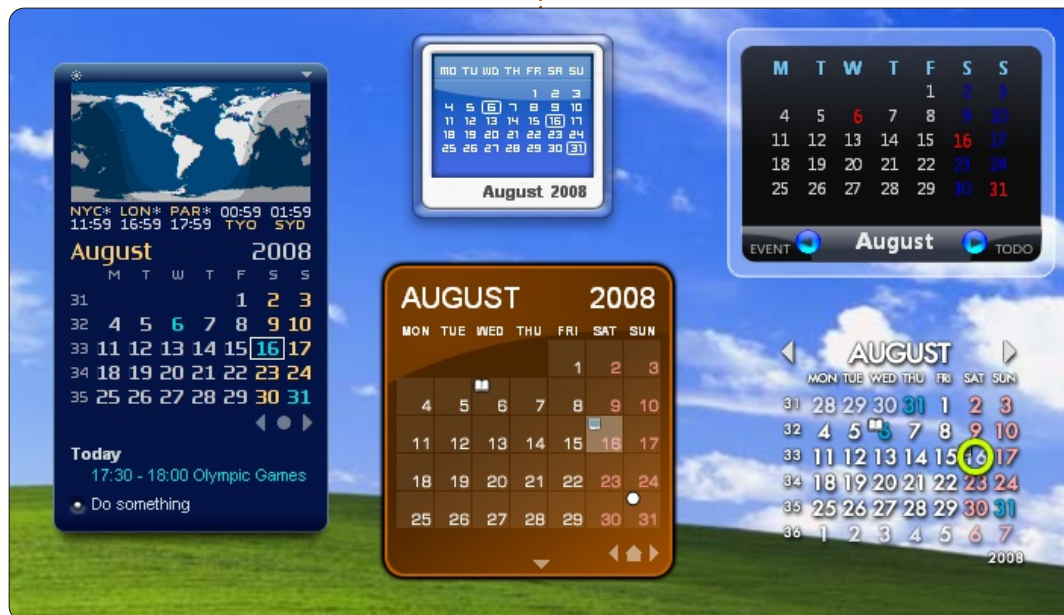 NYC* LON* PAR* 00:59 01:59
11:59 16:59 17:59 TYO SYD
August 2008
M T W T F S S
31 1 2 3
32 4 5 6 7 8 9 10
33 11 12 13 14 15 16 17
34 18 19 20 21 22 23 24
35 25 26 27 28 29 30 31
Today
17:30 - 18:00 Olympic Games
Do something
MO TU WD TH FR SA SU
1 2 3
4 5 6 7 8 9 10
11 12 13 14 15 16 17
18 19 20 21 22 23 24
25 26 27 28 29 30 31
August 2008
AUGUST 2008
MON TUE WED THU FRI SAT SUN
1 2 3
4 5 6 7 8 9 10
11 12 13 14 15 16 17
18 19 20 21 22 23 24
25 26 27 28 29 30 31
M T W T F S S
1 2 3
4 5 6 7 8 9 10
11 12 13 14 15 16 17
18 19 20 21 22 23 24
25 26 27 28 29 30 31
EVENT August TODO
AUGUST
MON TUE WED THU FRI SAT SUN
31 28 29 30 31 1 2 3
32 4 5 6 7 8 9 10
33 11 12 13 14 15 16 17
34 18 19 20 21 22 23 24
35 25 26 27 28 29 30 31
36 1 2 3 4 5 6 7
2008